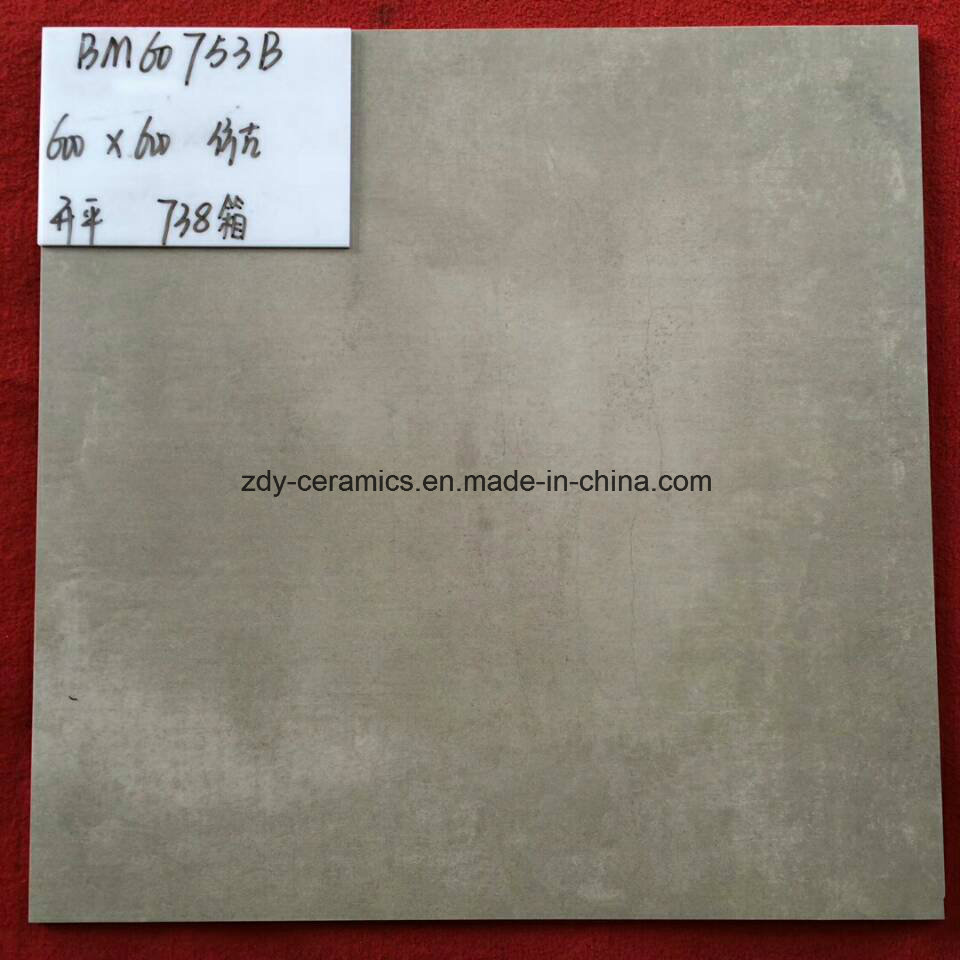 BM60753B
600 × 600 仿古
开平 738箱
zdy-ceramics.en.made-in-china.com